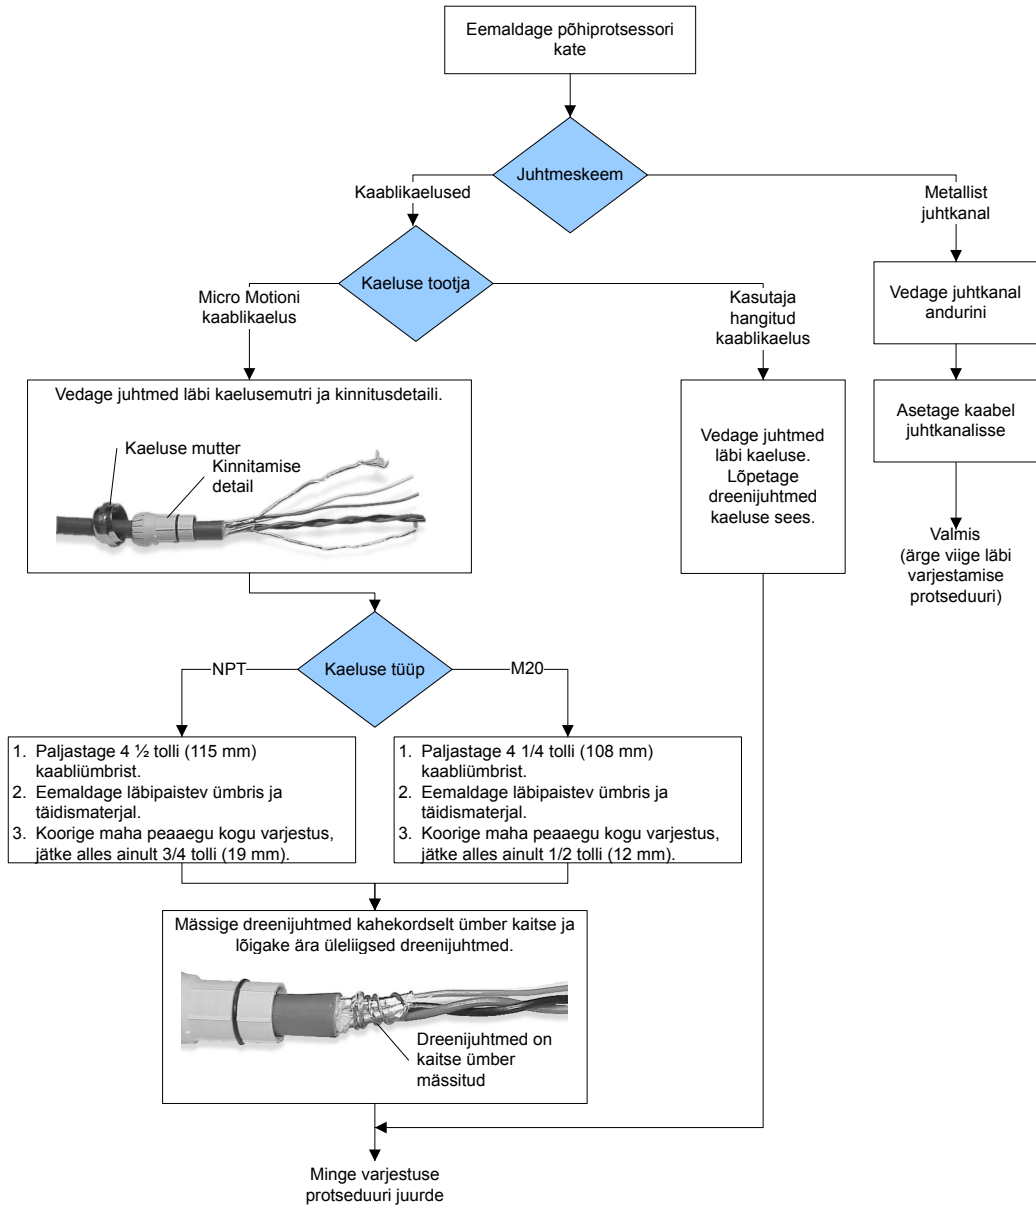 Eemaldage põhiprotsessori
kate
Juhtmeskeem
Kaablikaelused
Metallist
juhtkanal
Kaeluse tootja
Micro Motioni
kaablikaelus
Kasutaja
hangitud
kaablikaelus
Vedage juhtkanal
andurini
Vedage juhtmed läbi kaelusemutri ja kinnitusdetaili.
Kaeluse mutter
Kinnitamise
detail
Vedage juhtmed
läbi kaeluse.
Lõpetage
dreenijuhtmed
kaeluse sees.
Asetage kaabel
juhtkanalisse
Valmis
(ärge viige läbi
varjestamise
protseduuri)
Kaeluse tüüp
NPT
M20
1. Paljastage 4 ½ tolli (115 mm)
kaabliümbrist.
2. Eemaldage läbipaistev ümbris ja
täidismaterjal.
3. Koorige maha peaaegu kogu varjestus,
jätke alles ainult 3/4 tolli (19 mm).
1. Paljastage 4 1/4 tolli (108 mm)
kaabliümbrist.
2. Eemaldage läbipaistev ümbris ja
täidismaterjal.
3. Koorige maha peaaegu kogu varjestus,
jätke alles ainult 1/2 tolli (12 mm).
Mässige dreenijuhtmed kahekordselt ümber kaitse ja
lõigake ära üleliigsed dreenijuhtmed.
Dreenijuhtmed on
kaitse ümber
mässitud
Minge varjestuse
protseduuri juurde